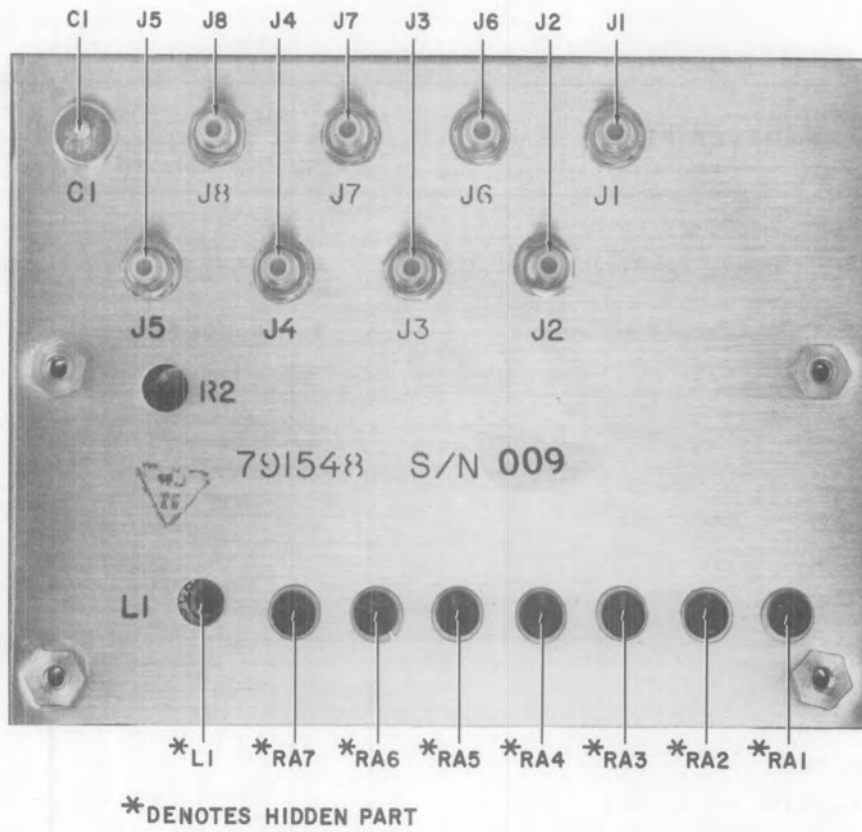 C1 J5 J8 J4 J7 J3 J6 J2 J1
C1 J8 J7 J6 J1
J5 J4 J3 J2
R2
791548 S/N 009
L1
*L1 *RA7 *RA6 *RA5 *RA4 *RA3 *RA2 *RA1
*DENOTES HIDDEN PART